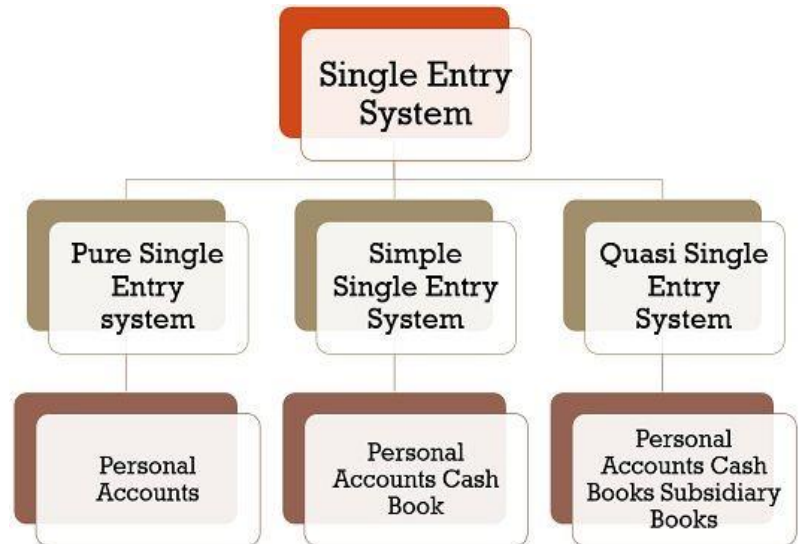 Single Entry
System
Pure Single
Entry
system
Simple
Single Entry
System
Quasi Single
Entry
System
Personal
Accounts
Personal
Accounts Cash
Book
Personal
Accounts Cash
Books Subsidiary
Books